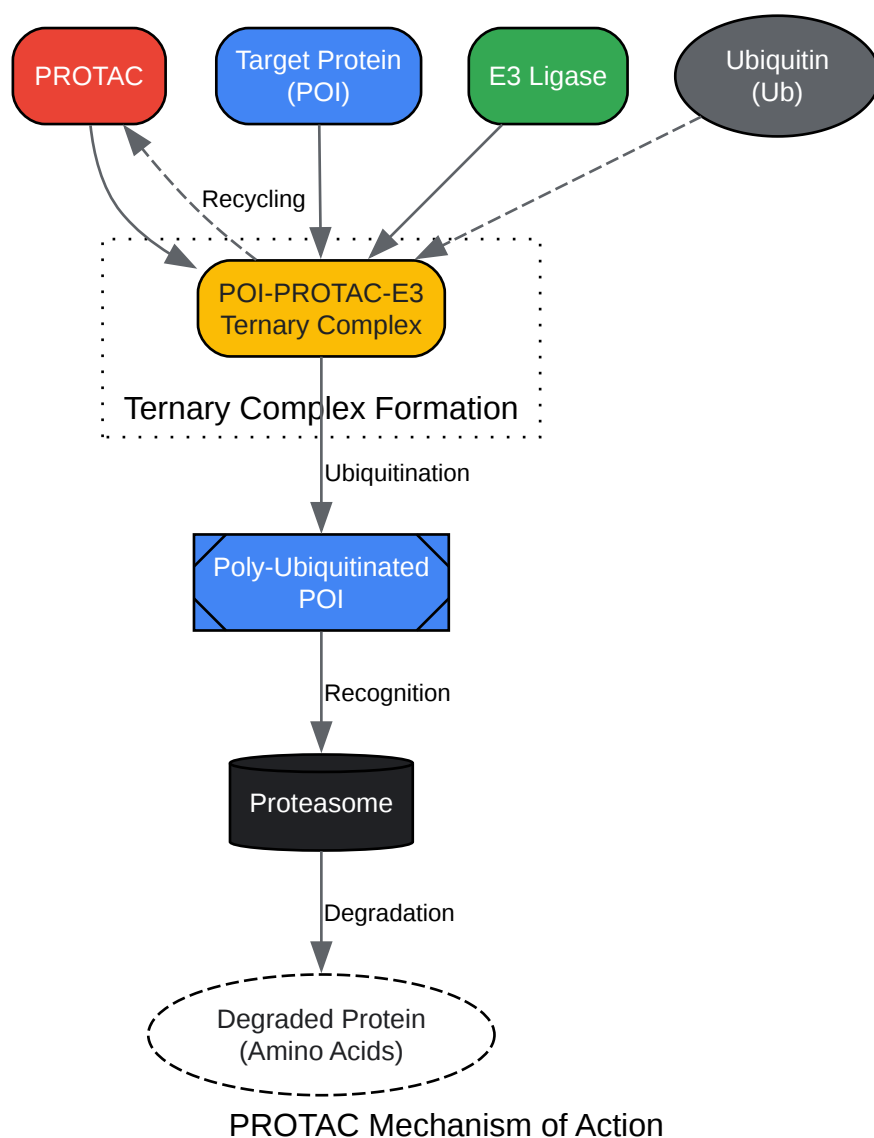 PROTAC
Target Protein
(POI)
E3 Ligase
Ubiquitin
(Ub)
Recycling
POI-PROTAC-E3
Ternary Complex
Ternary Complex Formation
Ubiquitination
Poly-Ubiquitinated
POI
Recognition
Proteasome
Degradation
Degraded Protein
(Amino Acids)
PROTAC Mechanism of Action